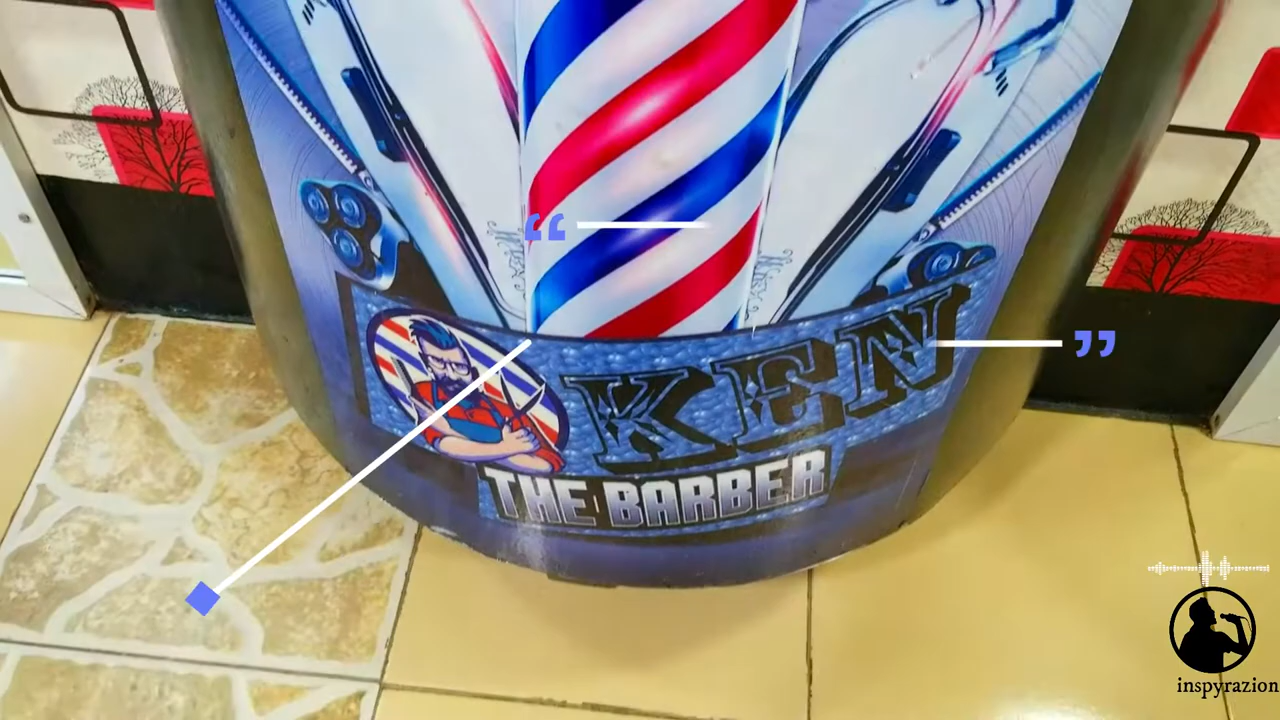 “
”
KEN
THE BARBER
inspyrazion